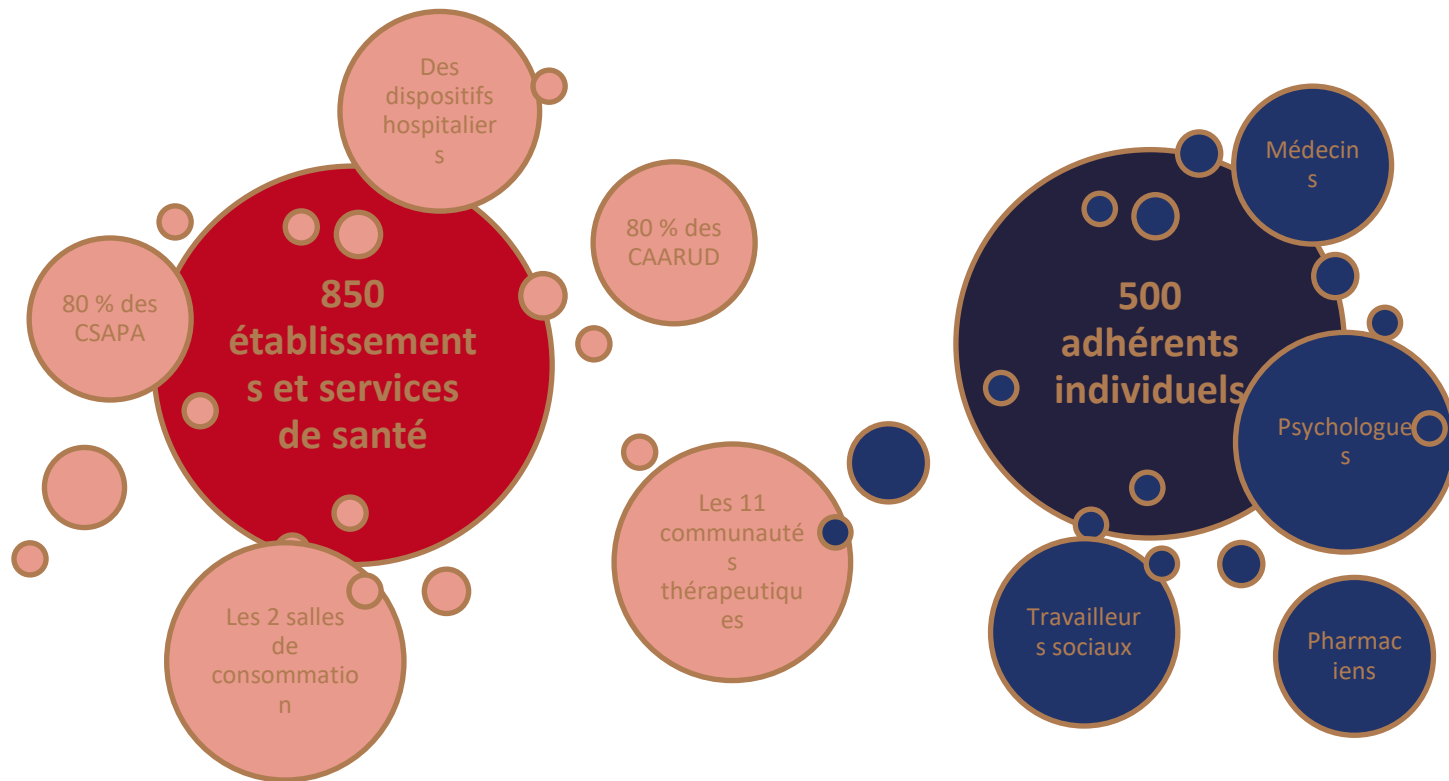 Des
dispositifs
hospitalier
s
80 % des
CAARUD
80 % des
CSAPA
850
établissement
s et services
de santé
Les 11
communauté
s
thérapeutiqu
es
Les 2 salles
de
consommatio
n
Médecin
s
500
adhérents
individuels
Psychologue
s
Travailleur
s sociaux
Pharmac
iens